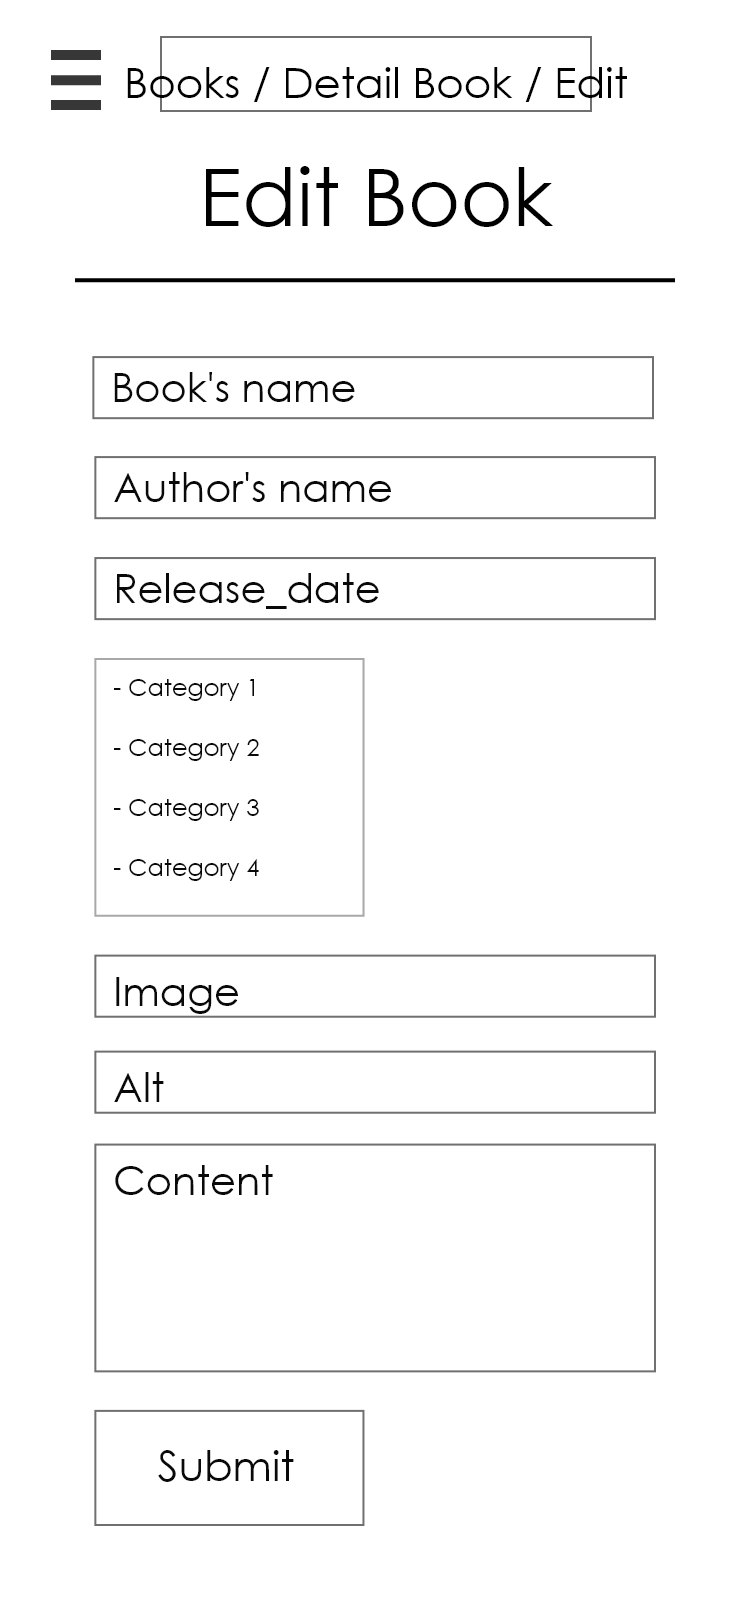 Books / Detail Book / Edit
Edit Book
Book's name
Author's name
Release_date
- Category 1
- Category 2
- Category 3
- Category 4
Image
Alt
Content
Submit